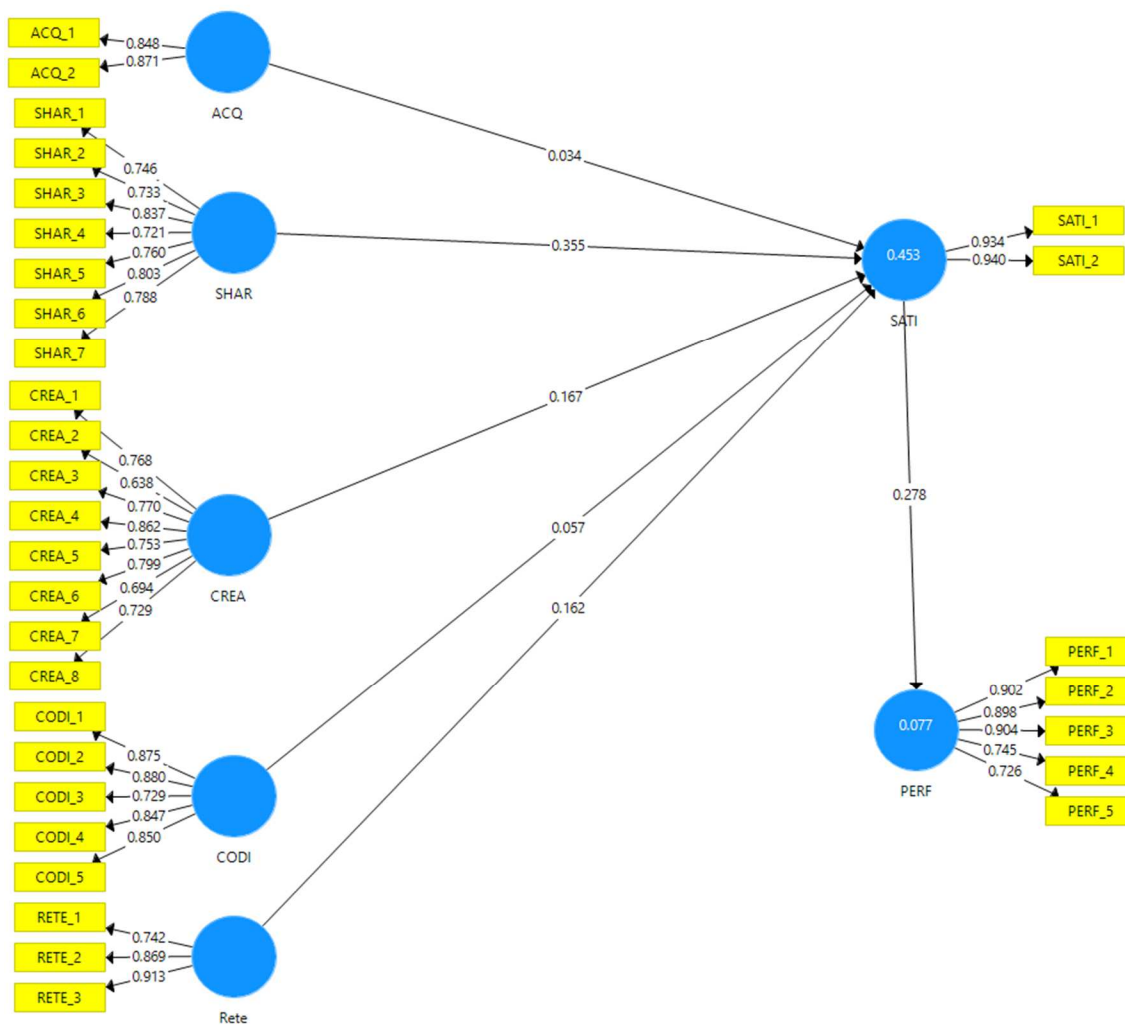 ACQ_1
0.848
0.871
ACQ_2
ACQ
SHAR_1
SHAR_2
SHAR_3
SHAR_4
SHAR_5
SHAR_6
SHAR_7
0.746
0.733
0.837
0.721
0.760
0.803
0.788
SHAR
CREA_1
CREA_2
CREA_3
CREA_4
CREA_5
CREA_6
CREA_7
CREA_8
0.768
0.638
0.770
0.862
0.753
0.799
0.694
0.729
CREA
CODI_1
CODI_2
CODI_3
CODI_4
CODI_5
0.875
0.880
0.729
0.847
0.850
CODI
RETE_1
RETE_2
RETE_3
0.742
0.869
0.913
Rete
0.034
0.355
0.167
0.057
0.162
0.453
SATI
0.934
0.940
SATI_1
SATI_2
0.278
0.077
PERF
0.902
0.898
0.904
0.745
0.726
PERF_1
PERF_2
PERF_3
PERF_4
PERF_5